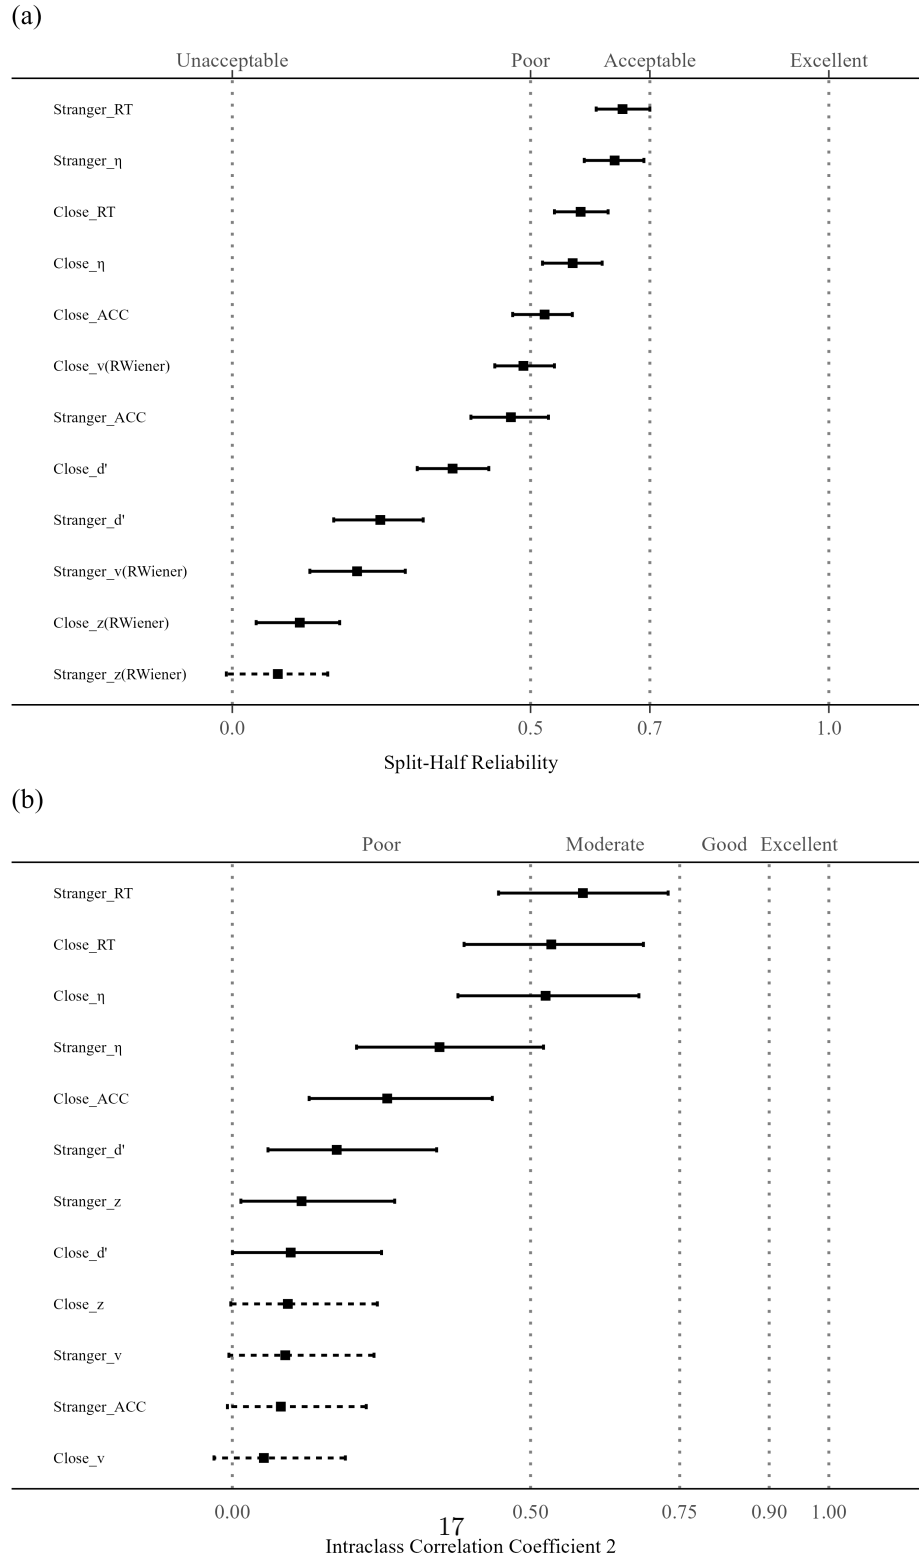 (a)
Unacceptable Poor Acceptable Excellent
Stranger_RT
Stranger_η
Close_RT
Close_η
Close_ACC
Close_v(RWiener)
Stranger_ACC
Close_d'
Stranger_d'
Stranger_v(RWiener)
Close_z(RWiener)
Stranger_z(RWiener)
0.0 0.5 0.7 1.0
Split-Half Reliability
(b)
Poor Moderate Good Excellent
Stranger_RT
Close_RT
Close_η
Stranger_η
Close_ACC
Stranger_d'
Stranger_z
Close_d'
Close_z
Stranger_v
Stranger_ACC
Close_v
0.00 0.50 0.75 0.90 1.00
17
Intraclass Correlation Coefficient 2